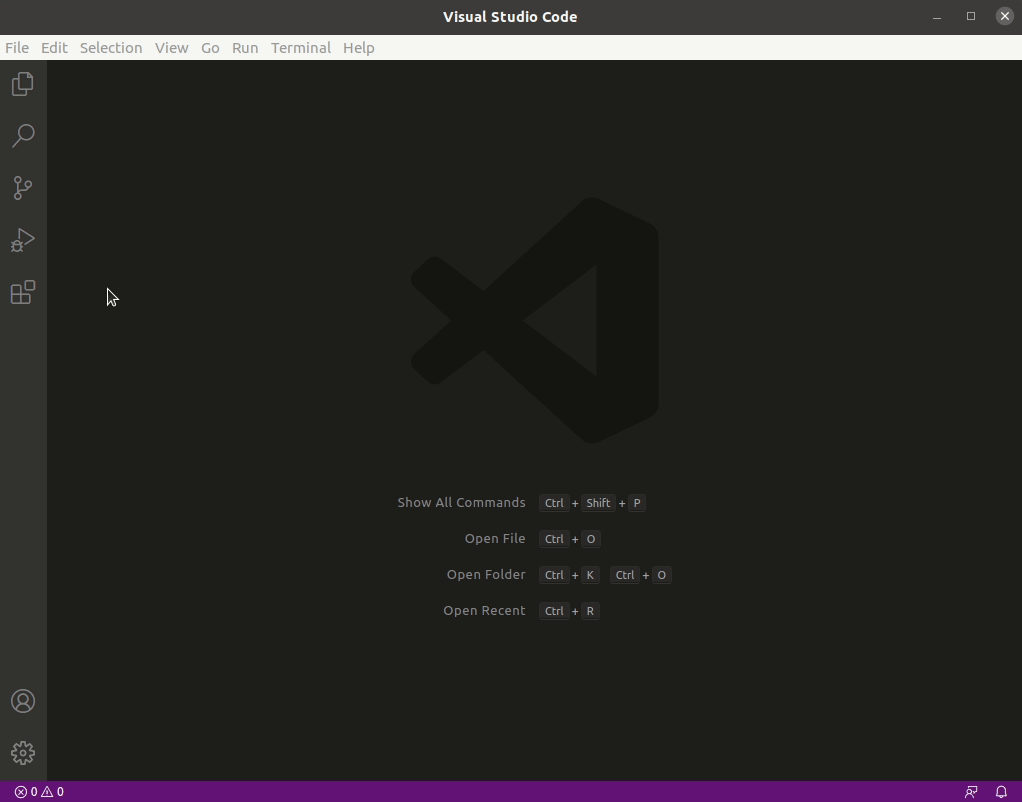 Visual Studio Code
File Edit Selection View Go Run Terminal Help
Show All Commands Ctrl + Shift + P
Open File Ctrl + O
Open Folder Ctrl + K Ctrl + O
Open Recent Ctrl + R
0 0